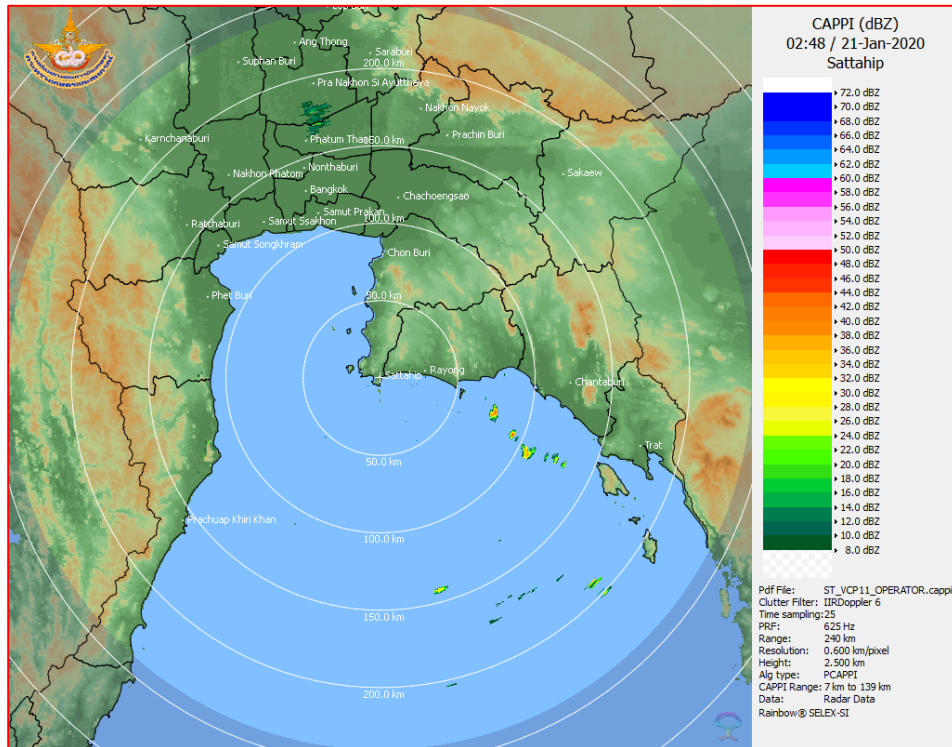 CAPPI (dBZ)
02:48 / 21-Jan-2020
Sattahip
72.0 dBZ
70.0 dBZ
68.0 dBZ
66.0 dBZ
64.0 dBZ
62.0 dBZ
60.0 dBZ
58.0 dBZ
56.0 dBZ
54.0 dBZ
52.0 dBZ
50.0 dBZ
48.0 dBZ
46.0 dBZ
44.0 dBZ
42.0 dBZ
40.0 dBZ
38.0 dBZ
36.0 dBZ
34.0 dBZ
32.0 dBZ
30.0 dBZ
28.0 dBZ
26.0 dBZ
24.0 dBZ
22.0 dBZ
20.0 dBZ
18.0 dBZ
16.0 dBZ
14.0 dBZ
12.0 dBZ
10.0 dBZ
8.0 dBZ
Pdf File: ST_VCP11_OPERATOR.cappi
Clutter Filter: IIRDoppler 6
Time sampling:25
PRF: 625 Hz
Range: 240 km
Resolution: 0.600 km/pixel
Height: 2.500 km
Alg type: PCAPPI
CAPPI Range: 7 km to 139 km
Data: Radar Data
Rainbow® SELEX-SI
Ang Thong
Saraburi
Suphan Buri
200.0 km
Pra Nakhon Si Ayutthaya
Nakhon Nayok
Karnchanaburi
Phatum Than
150.0 km
Prachin Buri
Nonthaburi
Nakhon Phatom
Sakaew
Bangkok
Chachoengsao
Samut Prakan
Ratchaburi
Samut Ssakhon
100.0 km
Samut Songkhram
Chon Buri
Phet Buri
50.0 km
Sattahip
Rayong
Chantaburi
Trat
50.0 km
Prachuap Khiri Khan
100.0 km
150.0 km
200.0 km